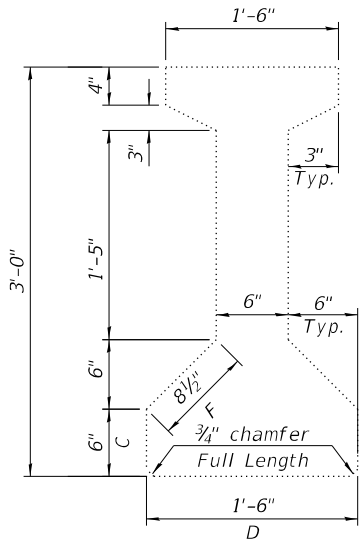 1'-6"
4"
3"
3"
Typ.
3'-0"
1'-5"
6"
6"
Typ.
6"
8½"
F
6"
C
¾" chamfer
Full Length
1'-6"
D